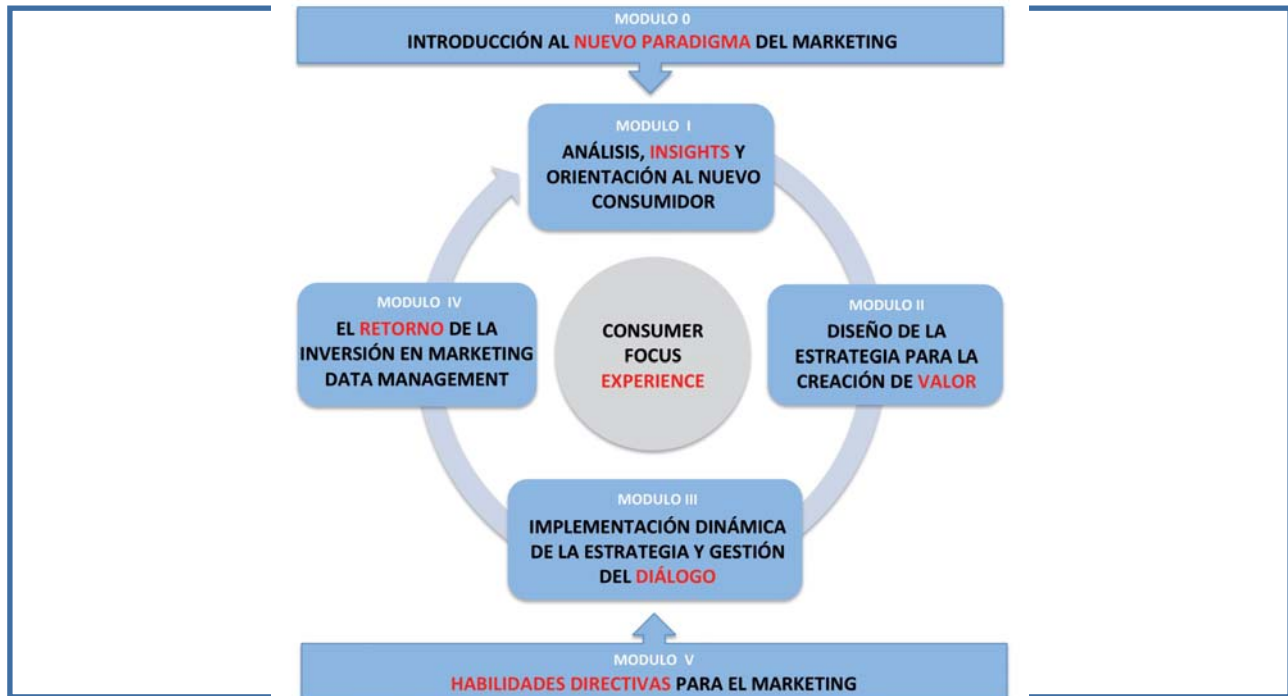 MODULO 0
INTRODUCCIÓN AL NUEVO PARADIGMA DEL MARKETING
MODULO I
ANÁLISIS, INSIGHTS Y
ORIENTACIÓN AL NUEVO
CONSUMIDOR
MODULO IV
EL RETORNO DE LA
INVERSIÓN EN MARKETING
DATA MANAGEMENT
CONSUMER
FOCUS
EXPERIENCE
MODULO II
DISEÑO DE LA
ESTRATEGIA PARA LA
CREACIÓN DE VALOR
MODULO III
IMPLEMENTACIÓN DINÁMICA
DE LA ESTRATEGIA Y GESTIÓN
DEL DIÁLOGO
MODULO V
HABILIDADES DIRECTIVAS PARA EL MARKETING